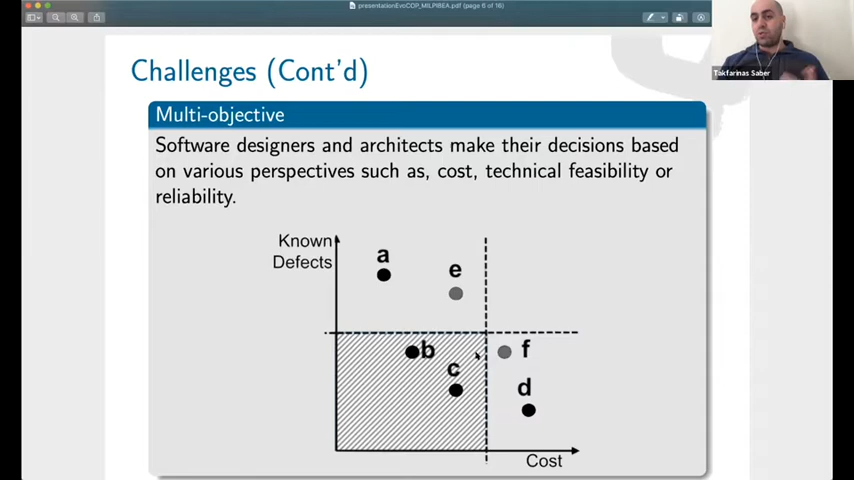 presentationEvoCOP_MILPIBEA.pdf (page 6 of 16)
Takfarinas Saber
Challenges (Cont'd)
Multi-objective
Software designers and architects make their decisions based
on various perspectives such as, cost, technical feasibility or
reliability.
Known
Defects
a
e
b
f
c
d
Cost